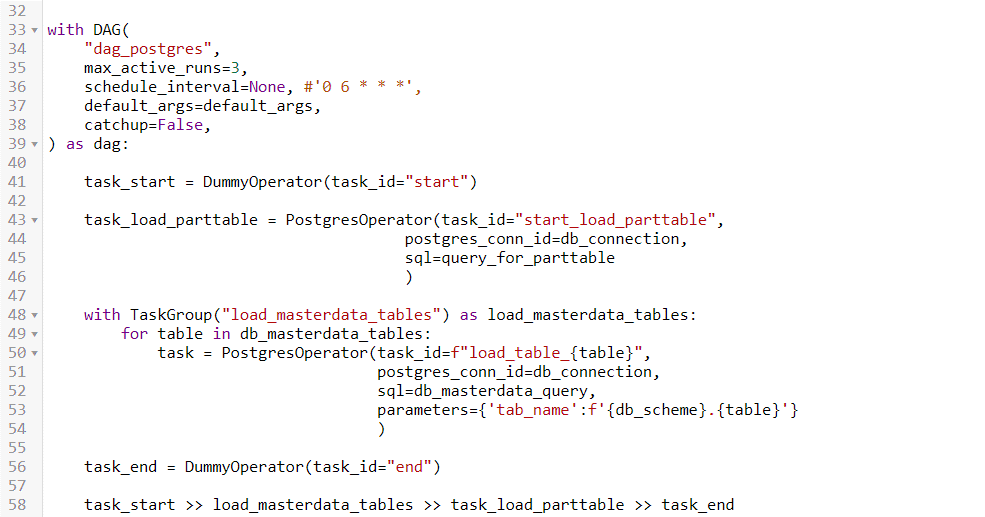 32
33 with DAG(
34     "dag_postgres",
35     max_active_runs=3,
36     schedule_interval=None, #'0 6 * * *',
37     default_args=default_args,
38     catchup=False,
39 ) as dag:
40
41     task_start = DummyOperator(task_id="start")
42
43     task_load_parttable = PostgresOperator(task_id="start_load_parttable",
44                                        postgres_conn_id=db_connection,
45                                        sql=query_for_parttable
46                                        )
47
48     with TaskGroup("load_masterdata_tables") as load_masterdata_tables:
49         for table in db_masterdata_tables:
50             task = PostgresOperator(task_id=f"load_table_{table}",
51                                     postgres_conn_id=db_connection,
52                                     sql=db_masterdata_query,
53                                     parameters={'tab_name':f'{db_scheme}.{table}'}
54                                     )
55
56     task_end = DummyOperator(task_id="end")
57
58     task_start >> load_masterdata_tables >> task_load_parttable >> task_end